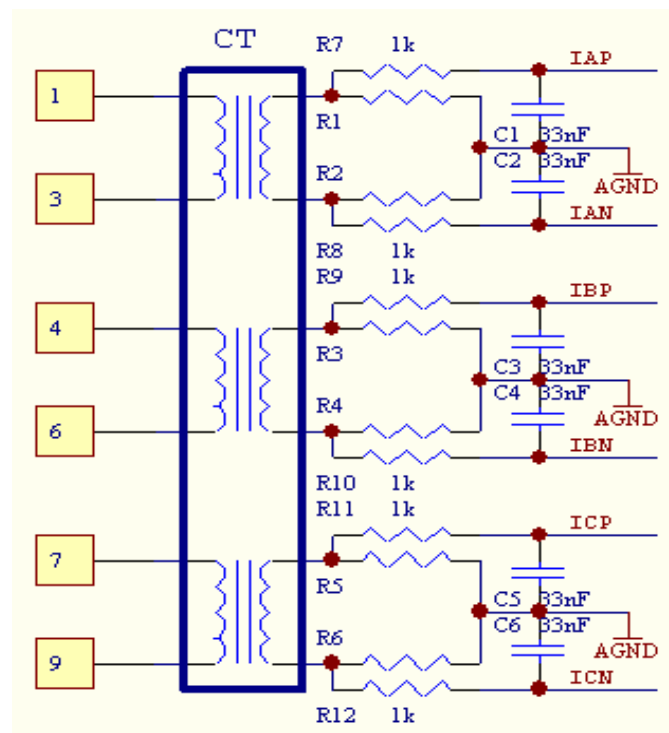 CT
R7 1k
IAP
1
R1
C1 33nF
C2 33nF
R2
AGND
3
IAN
R8 1k
R9 1k
IBP
4
R3
C3 33nF
C4 33nF
R4
AGND
6
IBN
R10 1k
R11 1k
ICP
7
R5
C5 33nF
C6 33nF
R6
AGND
9
ICN
R12 1k